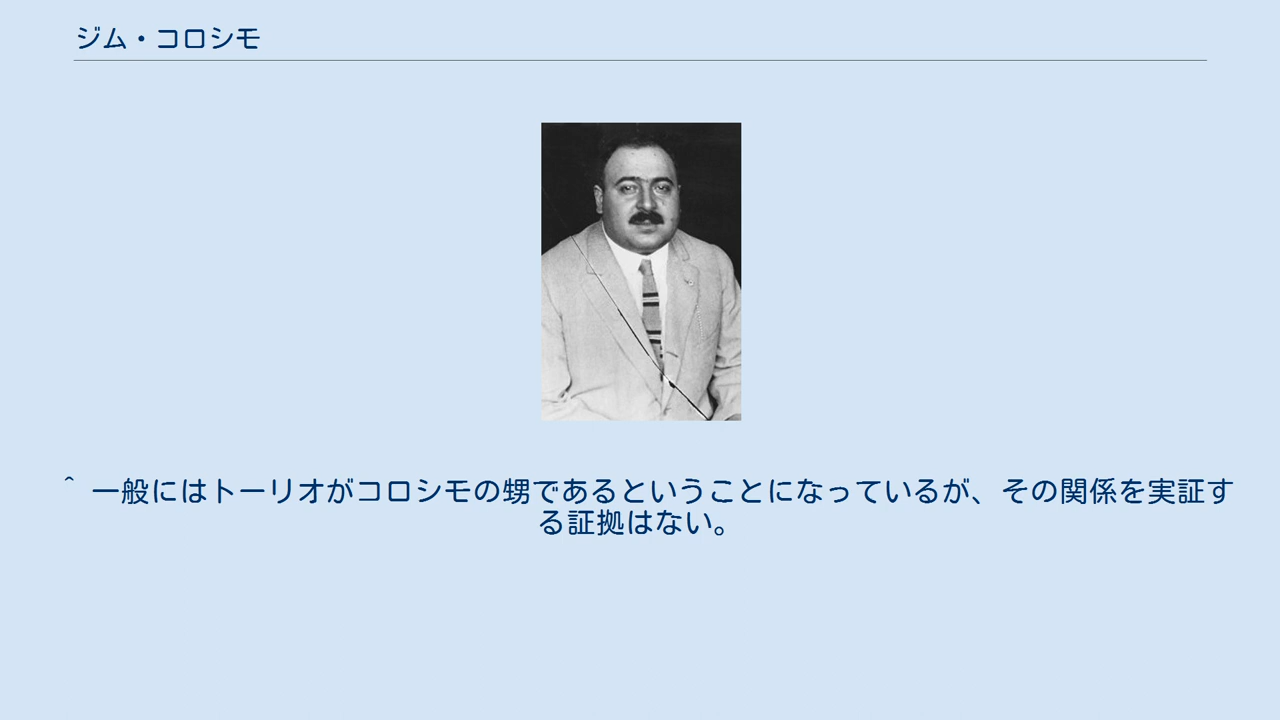 ジム・コロシモ
^ 一般にはトーリオがコロシモの甥であるということになっているが、その関係を実証す
る証拠はない。